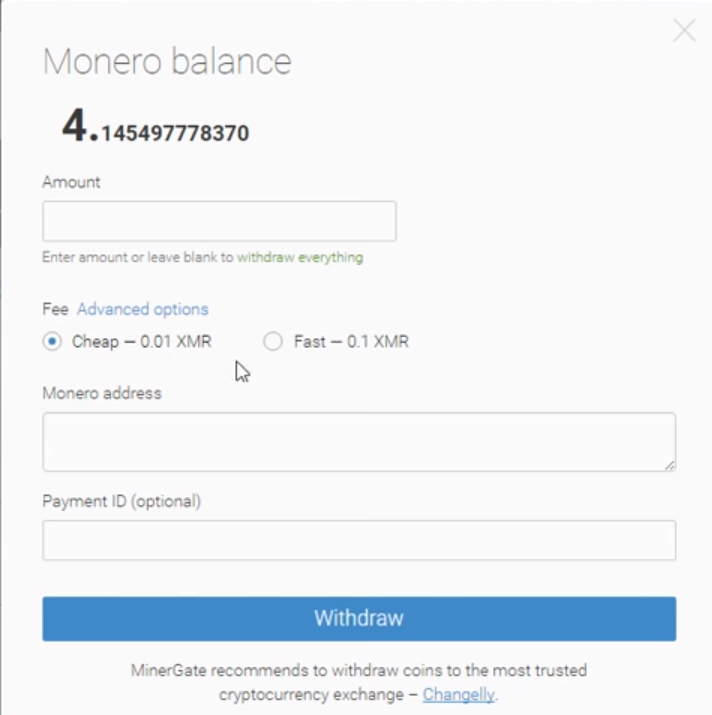 Monero balance
4.145497778370
Amount
Enter amount or leave blank to withdraw everything
Fee Advanced options
Cheap — 0.01 XMR Fast — 0.1 XMR
Monero address
Payment ID (optional)
Withdraw
MinerGate recommends to withdraw coins to the most trusted
cryptocurrency exchange – Changelly.